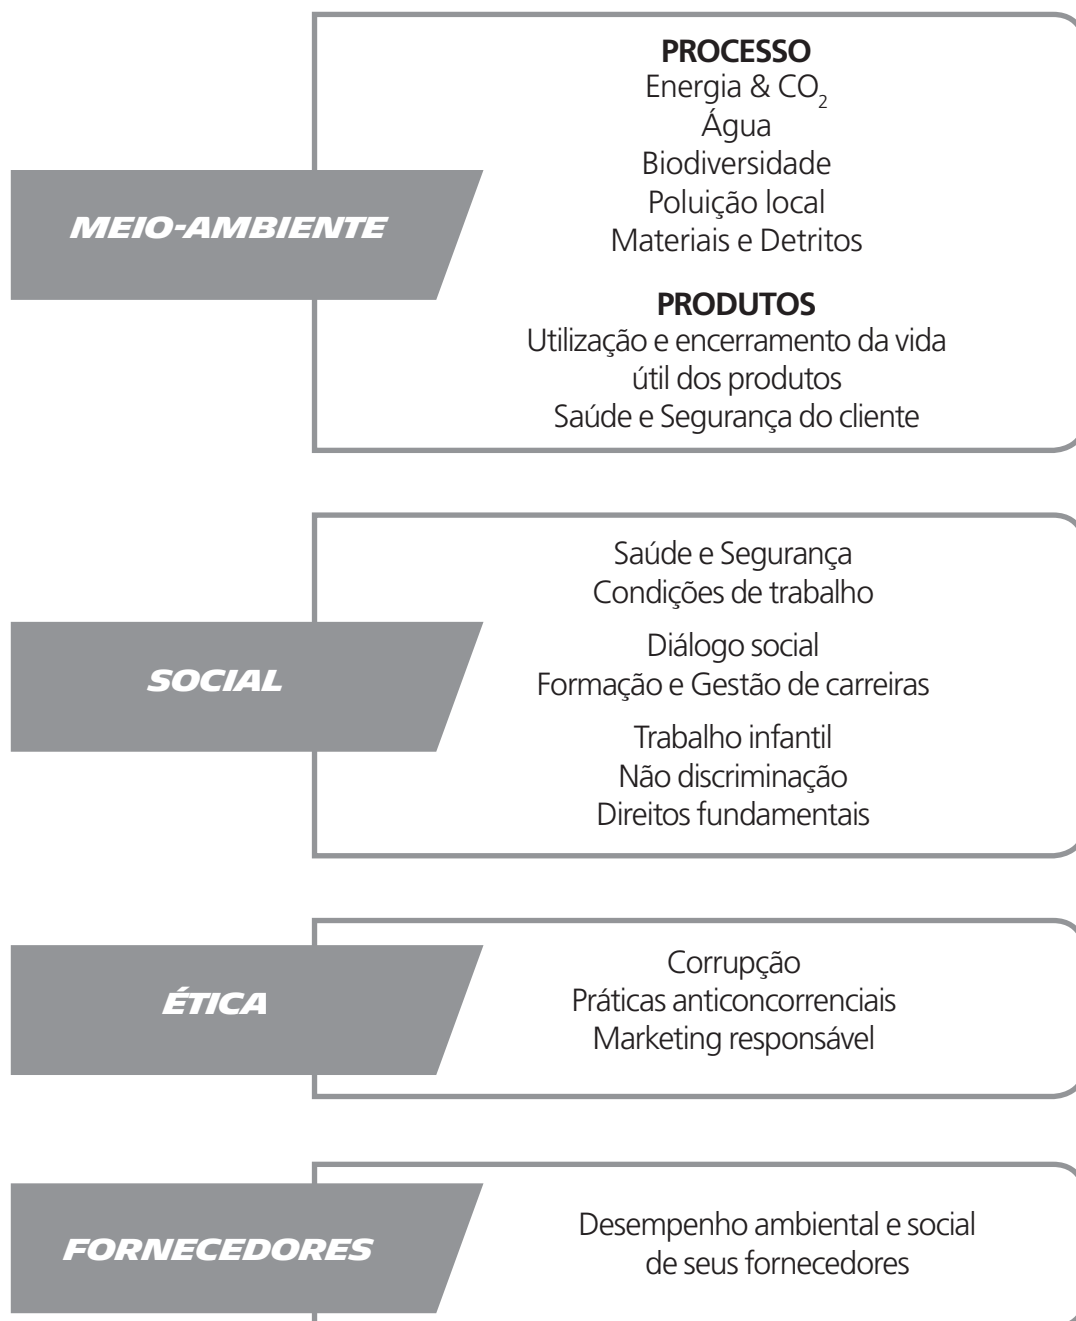 MEIO-AMBIENTE
PROCESSO
Energia & CO₂
Água
Biodiversidade
Poluição local
Materiais e Detritos
PRODUTOS
Utilização e encerramento da vida
útil dos produtos
Saúde e Segurança do cliente
SOCIAL
Saúde e Segurança
Condições de trabalho
Diálogo social
Formação e Gestão de carreiras
Trabalho infantil
Não discriminação
Direitos fundamentais
ÉTICA
Corrupção
Práticas anticoncorrenciais
Marketing responsável
FORNECEDORES
Desempenho ambiental e social
de seus fornecedores